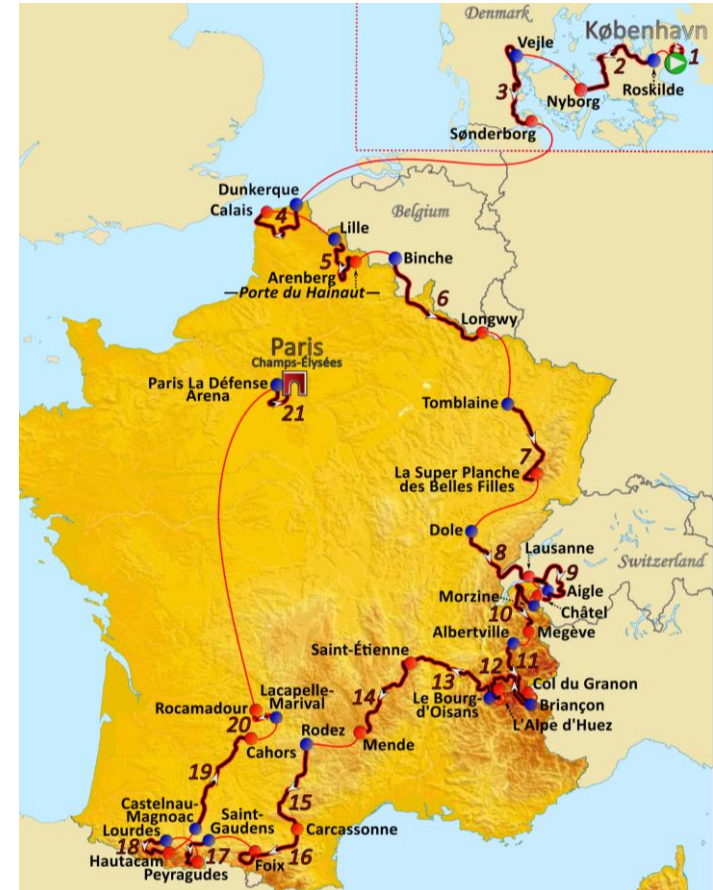 Denmark
København
Vejle
1
2
Roskilde
3
Nyborg
Sønderborg
Dunkerque
Calais
4
Belgium
Lille
5
Binche
Arenberg
—Porte du Hainaut—
6
Longwy
Paris
Champs-Élysées
Paris La Défense
Arena
21
Tomblaine
7
La Super Planche
des Belles Filles
Dole
8
Lausanne
9
Switzerland
Aigle
Morzine
10
Châtel
Albertville
Megève
11
Saint-Étienne
12
13
Col du Granon
14
Le Bourg-
d'Oisans
Briançon
L'Alpe d'Huez
Rocamadour
Lacapelle-
Marival
20
Rodez
Mende
Cahors
19
15
Castelnau-
Magnoac
Saint-
Gaudens
Carcassonne
Lourdes
18
17
16
Hautacam
Foix
Peyragudes